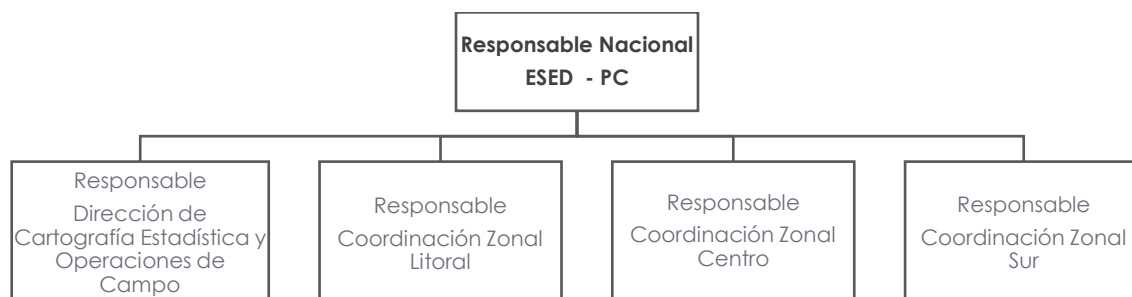 Responsable Nacional
ESED - PC
Responsable
Dirección de
Cartografía Estadística y
Operaciones de
Campo
Responsable
Coordinación Zonal
Litoral
Responsable
Coordinación Zonal
Centro
Responsable
Coordinación Zonal
Sur